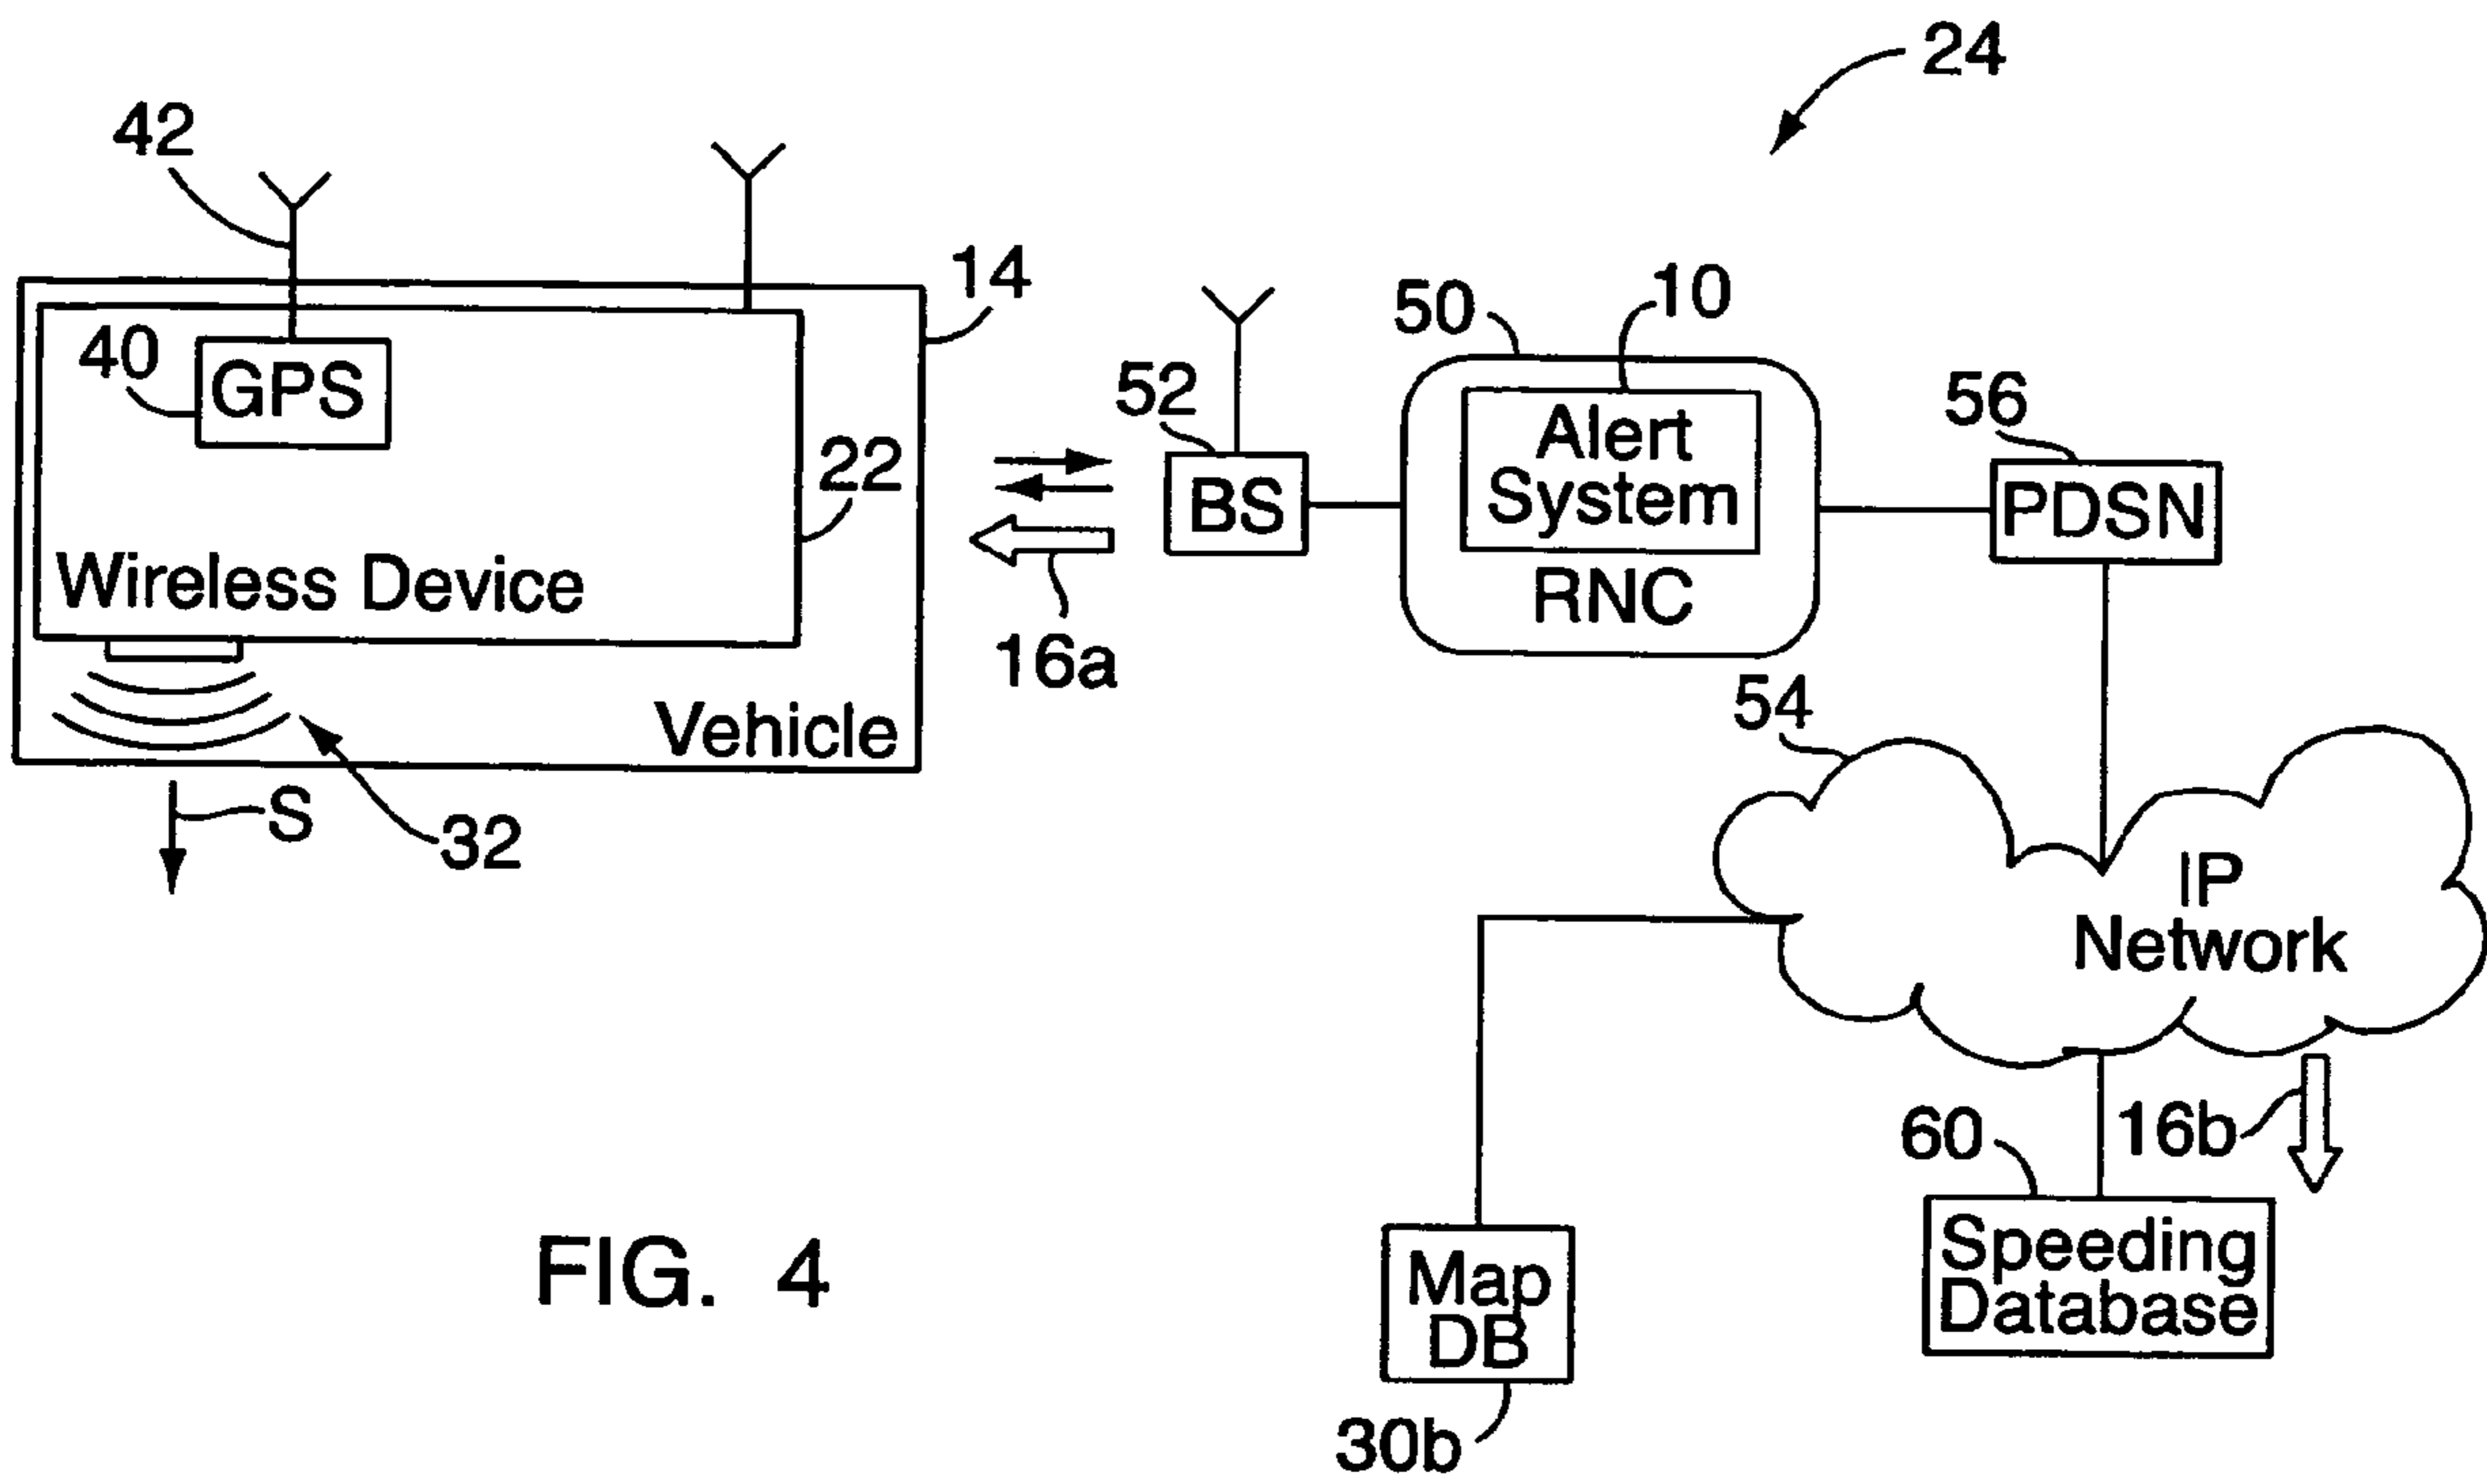 24
42
14
50
10
40
GPS
52
Alert
System
56
22
BS
PDSN
Wireless Device
RNC
16a
54
Vehicle
S
32
IP
Network
60
16b
Speeding
Database
FIG. 4
Map
DB
30b